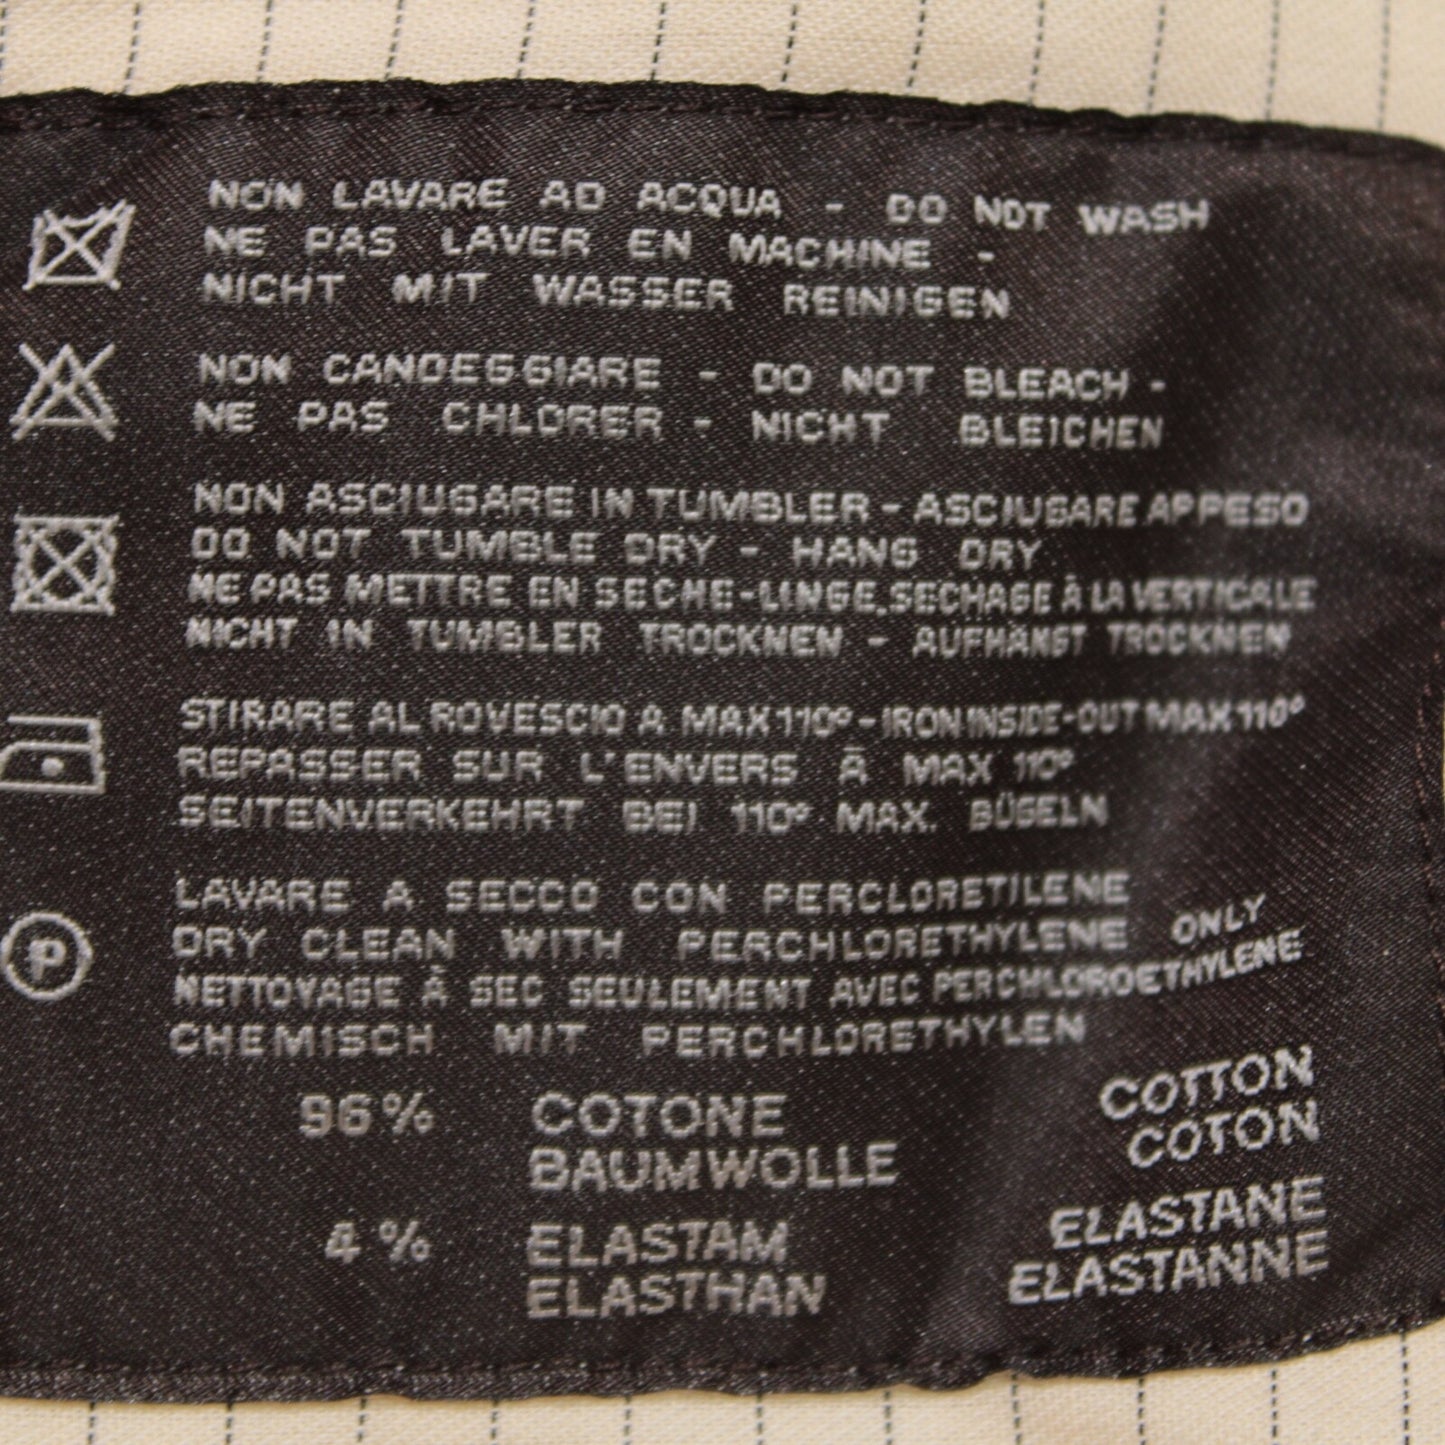 NON LAVARE AD ACQUA - DO NOT WASH
NE PAS LAVER EN MACHINE -
NICHT MIT WASSER REINIGEN
NON CANDEGGIARE - DO NOT BLEACH -
NE PAS CHLORER - NICHT BLEICHEN
NON ASCIUGARE IN TUMBLER - ASCIUGARE APPESO
DO NOT TUMBLE DRY - HANG DRY
NE PAS METTRE EN SECHE-LINGE.SECHAGE À LA VERTICALLE
NICHT IN TUMBLER TROCKNEN - AUFHÄNGT TROCKNEN
STIRARE AL ROVESCIO A MAX 110° - IRON INSIDE-OUT MAX 110°
REPASSER SUR L'ENVERS À MAX 110°
SEITENVERKEHRT BEI 110° MAX. BÜGELN
LAVARE A SECCO CON PERCLORETILENE
DRY CLEAN WITH PERCHLORETHYLENE ONLY
NETTOYAGE À SEC SEULEMENT AVEC PERCHLOROETHYLENE
CHEMISCH MIT PERCHLORETHYLEN
P
96% COTONE COTTON
BAUMWOLLE COTON
4% ELASTAM ELASTANE
ELASTHAN ELASTANNE